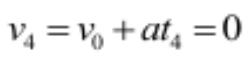 v₄ = v₀ + at₄ = 0